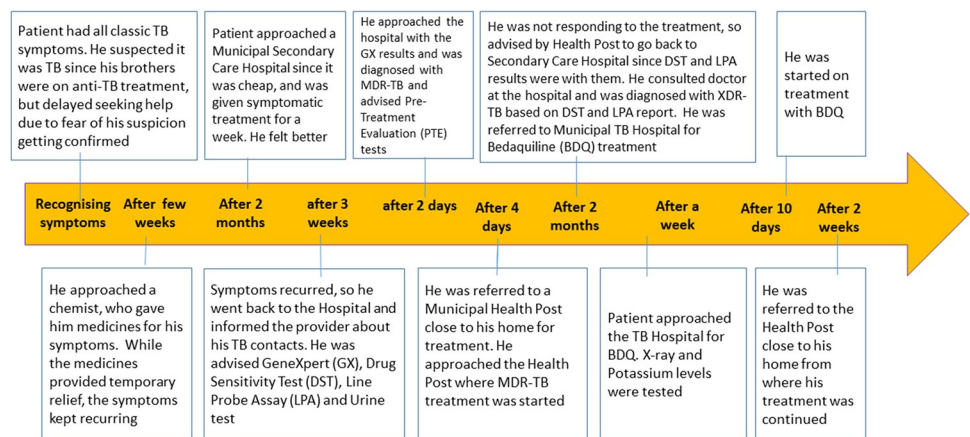 Patient had all classic TB
symptoms. He suspected it
was TB since his brothers
were on anti-TB treatment,
but delayed seeking help
due to fear of his suspicion
getting confirmed
Patient approached a
Municipal Secondary
Care Hospital since it
was cheap, and was
given symptomatic
treatment for a
week. He felt better
He approached the
hospital with the
GX results and was
diagnosed with
MDR-TB and
advised Pre-
Treatment
Evaluation (PTE)
tests
He was not responding to the treatment, so
advised by Health Post to go back to
Secondary Care Hospital since DST and LPA
results were with them. He consulted doctor
at the hospital and was diagnosed with XDR-
TB based on DST and LPA report. He was
referred to Municipal TB Hospital for
Bedaquiline (BDQ) treatment
He was
started on
treatment
with BDQ
Recognising
symptoms
After few
weeks
After 2
months
after 3
weeks
after 2 days
After 4
days
After 2
months
After a
week
After 10
days
After 2
weeks
He approached a
chemist, who gave
him medicines for his
symptoms. While
the medicines
provided temporary
relief, the symptoms
kept recurring
Symptoms recurred, so he
went back to the Hospital and
informed the provider about
his TB contacts. He was
advised GeneXpert (GX), Drug
Sensitivity Test (DST), Line
Probe Assay (LPA) and Urine
test
He was referred to a
Municipal Health Post
close to his home for
treatment. He
approached the Health
Post where MDR-TB
treatment was started
Patient approached
the TB Hospital for
BDQ. X-ray and
Potassium levels
were tested
He was
referred to the
Health Post
close to his
home from
where his
treatment was
continued